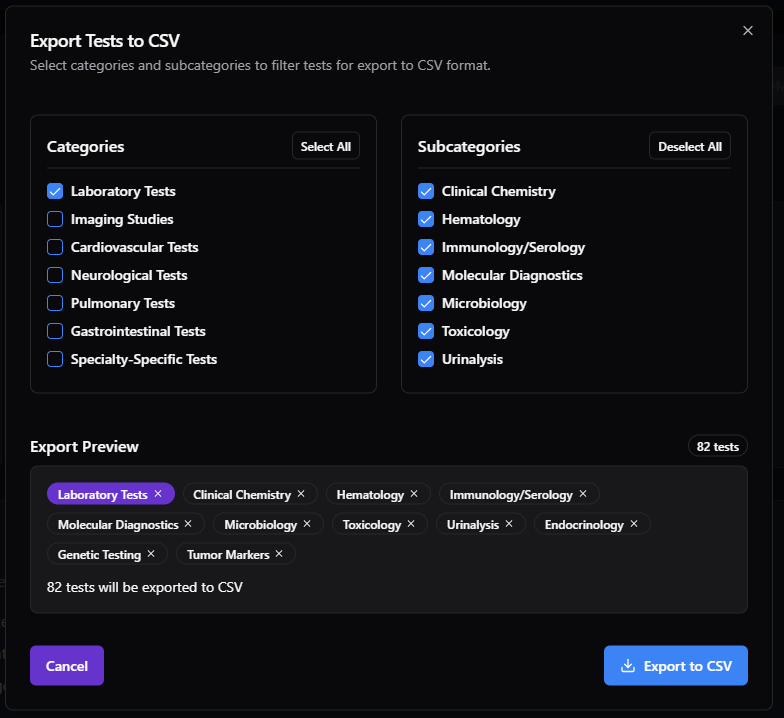 Export Tests to CSV
Select categories and subcategories to filter tests for export to CSV format.
Categories
Select All
Laboratory Tests
Imaging Studies
Cardiovascular Tests
Neurological Tests
Pulmonary Tests
Gastrointestinal Tests
Specialty-Specific Tests
Subcategories
Deselect All
Clinical Chemistry
Hematology
Immunology/Serology
Molecular Diagnostics
Microbiology
Toxicology
Urinalysis
Export Preview
82 tests
Laboratory Tests × Clinical Chemistry × Hematology × Immunology/Serology ×
Molecular Diagnostics × Microbiology × Toxicology × Urinalysis × Endocrinology ×
Genetic Testing × Tumor Markers ×
82 tests will be exported to CSV
Cancel
Export to CSV